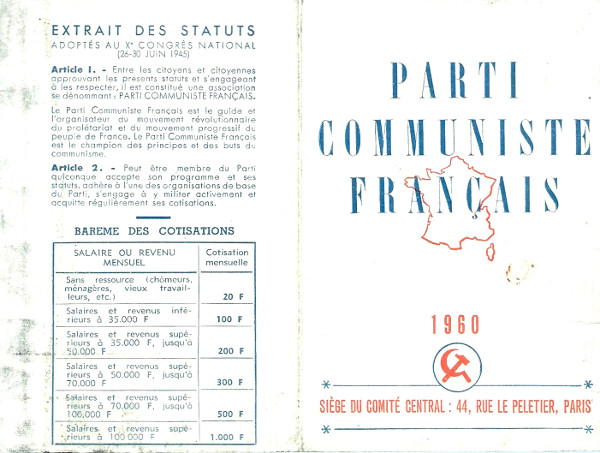 EXTRAIT DES STATUTS
ADOPTÉS AU Xe CONGRÈS NATIONAL
(26-30 JUIN 1945)
Article 1. - Entre les citoyens et citoyennes
approuvant les présents statuts et s'engageant
à les respecter, il est constitué une association
se dénommant : PARTI COMMUNISTE FRANÇAIS.
Le Parti Communiste Français est le guide et
l'organisateur du mouvement révolutionnaire
du prolétariat et du mouvement progressif du
peuple de France. Le Parti Communiste Français
est le champion des principes et des buts
du communisme.
Article 2. - Peut être membre du Parti
quiconque accepte son programme et ses
statuts, adhère à l'une des organisations de base
du Parti, s'engage à y militer activement et
acquitte régulièrement ses cotisations.
BAREME DES COTISATIONS
SALAIRE OU REVENU
MENSUEL
Cotisation
mensuelle
Sans ressource (chômeurs,
ménagères, vieux travail-
leurs, etc.)
20 F
Salaires et revenus infé-
rieurs à 35.000 F
100 F
Salaires et revenus supé-
rieurs à 35.000 F, jusqu'à
50.000 F
200 F
Salaires et revenus supé-
rieurs à 50.000 F, jusqu'à
70.000 F
300 F
Salaires et revenus supé-
rieurs à 70.000 F, jusqu'à
100.000 F
500 F
Salaires et revenus supé-
rieurs à 100.000 F
1.000 F
PARTI
COMMUNISTE
FRANÇAIS
1960
SIÈGE DU COMITÉ CENTRAL : 44, RUE LE PELETIER, PARIS